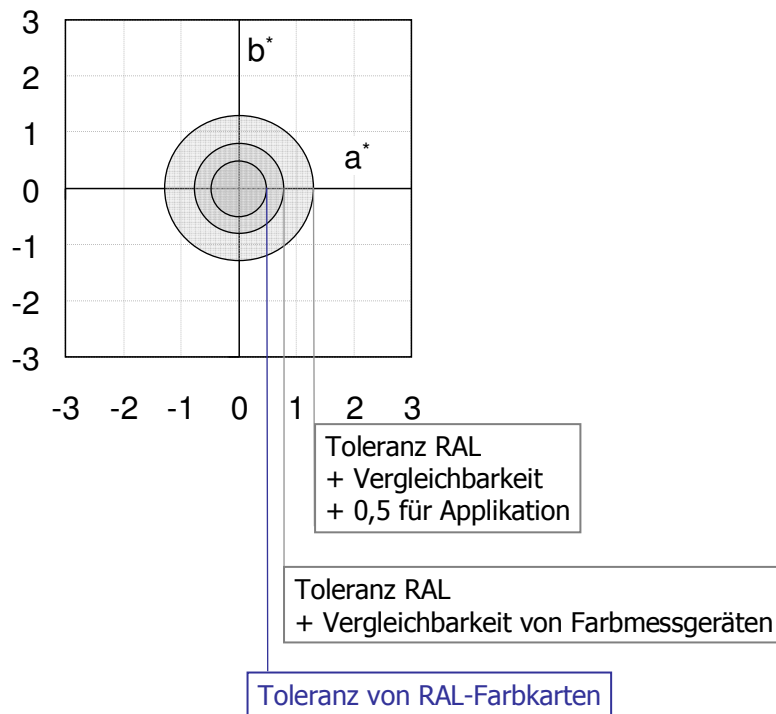 3
b*
2
1
a*
0
-1
-2
-3
-3 -2 -1 0 1 2 3
Toleranz RAL
+ Vergleichbarkeit
+ 0,5 für Applikation
Toleranz RAL
+ Vergleichbarkeit von Farbmessgeräten
Toleranz von RAL-Farbkarten